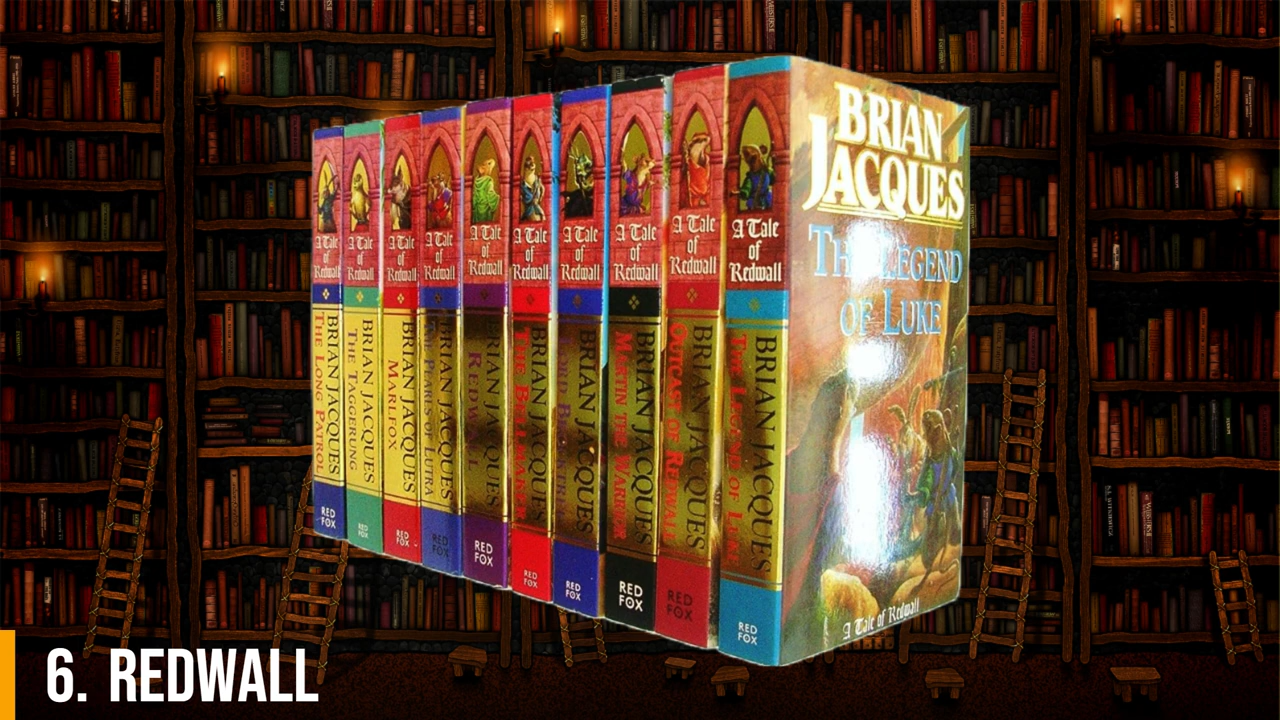 A Tale
of
Redwall
BRIAN JACQUES
THE LONG PATROL
RED
FOX
A Tale
of
Redwall
BRIAN JACQUES
THE TAGGERUNG
RED
FOX
A Tale
of
Redwall
BRIAN JACQUES
MARLFOX
RED
FOX
A Tale
of
Redwall
BRIAN JACQUES
THE PEARLS OF LUTRA
RED
FOX
A Tale
of
Redwall
BRIAN JACQUES
REDWALL
RED
FOX
A Tale
of
Redwall
BRIAN JACQUES
THE BELLMAKER
RED
FOX
A Tale
of
Redwall
BRIAN JACQUES
LORD BROCKTREE
RED
FOX
A Tale
of
Redwall
BRIAN JACQUES
MARTIN THE WARRIOR
RED
FOX
A Tale
of
Redwall
BRIAN JACQUES
OUTCAST OF REDWALL
RED
FOX
A Tale
of
Redwall
BRIAN JACQUES
THE LEGEND OF LUKE
RED
FOX
BRIAN
JACQUES
THE LEGEND
OF LUKE
A Tale of Redwall
6. REDWALL